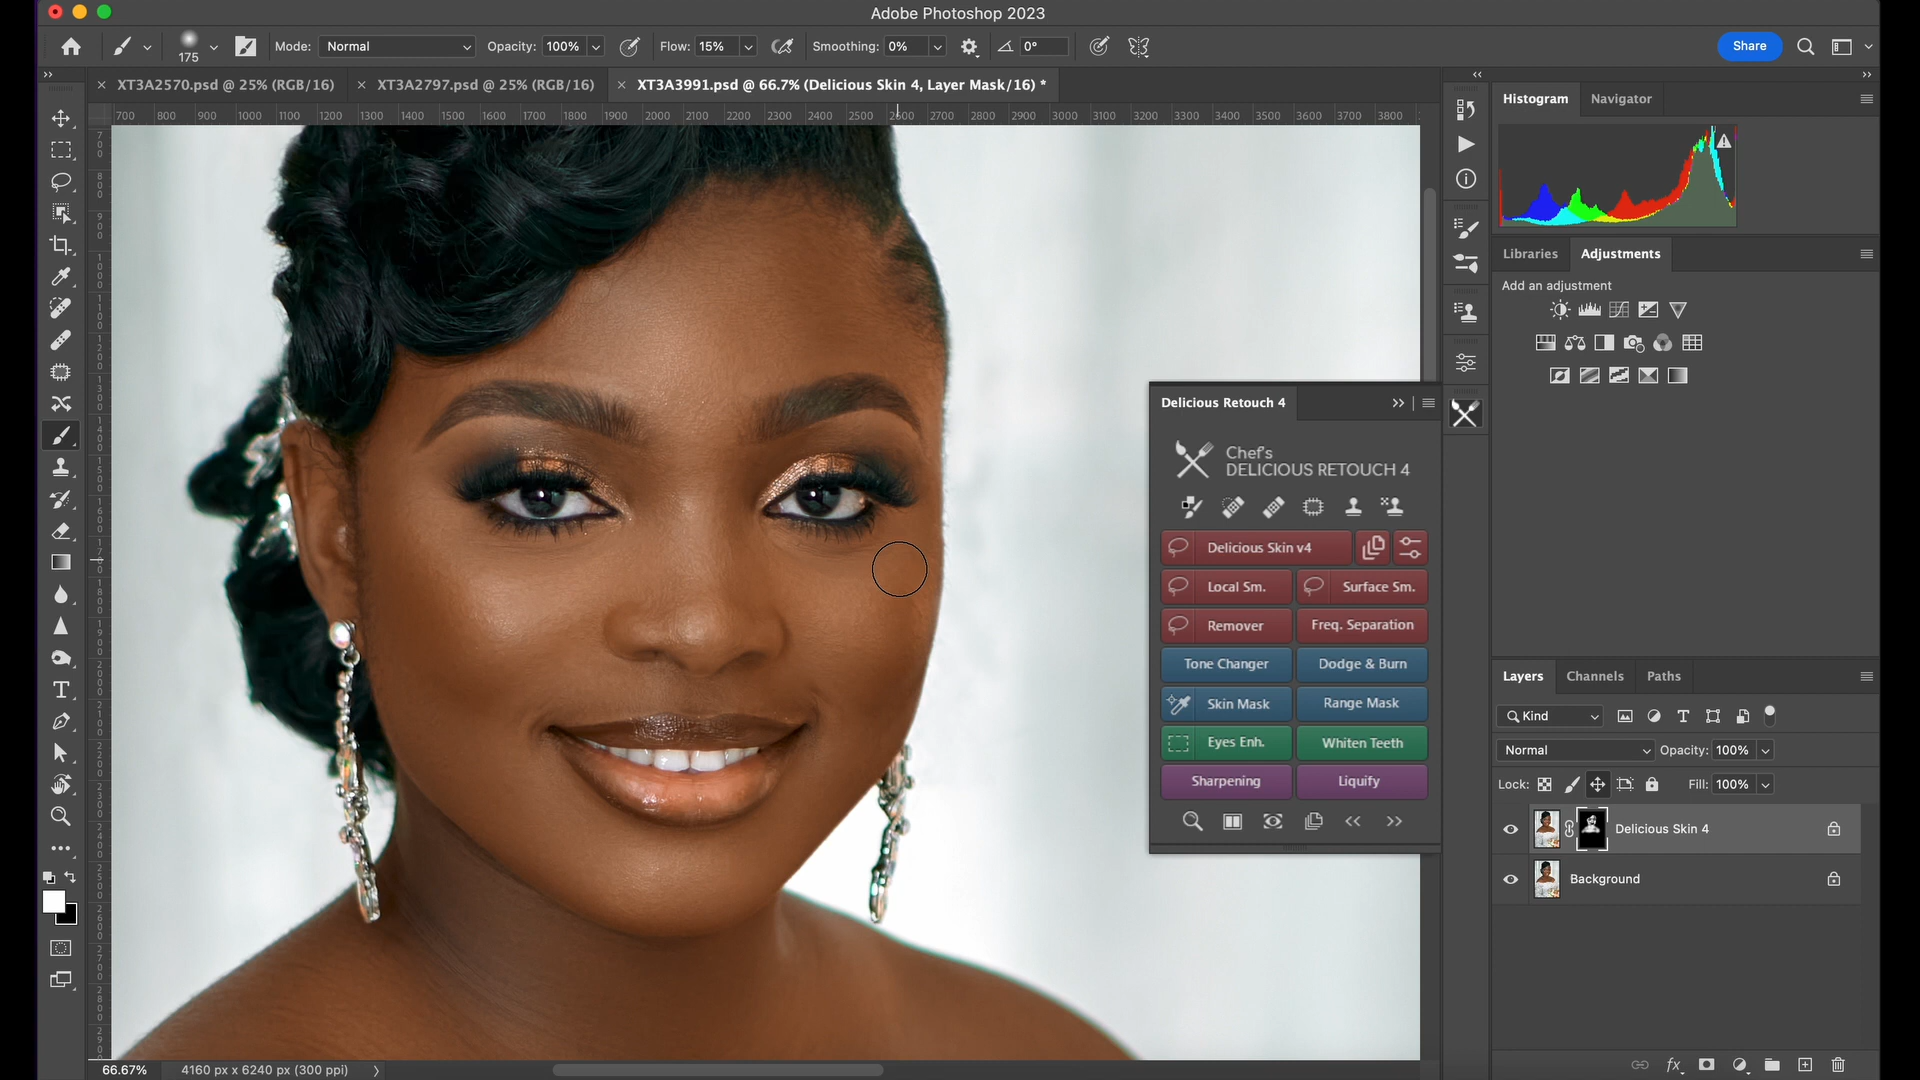 Adobe Photoshop 2023
175
Mode: Normal Opacity: 100% Flow: 15% Smoothing: 0% 0°
Share
XT3A2570.psd @ 25% (RGB/16) XT3A2797.psd @ 25% (RGB/16) XT3A3991.psd @ 66.7% (Delicious Skin 4, Layer Mask/16) *
700 800 900 1000 1100 1200 1300 1400 1500 1600 1700 1800 1900 2000 2100 2200 2300 2400 2500 2600 2700 2800 2900 3000 3100 3200 3300 3400 3500 3600 3700 3800
Histogram Navigator
Libraries Adjustments
Add an adjustment
Delicious Retouch 4
Chef's
DELICIOUS RETOUCH 4
Delicious Skin v4
Local Sm. Surface Sm.
Remover Freq. Separation
Tone Changer Dodge & Burn
Skin Mask Range Mask
Eyes Enh. Whiten Teeth
Sharpening Liquify
Layers Channels Paths
Kind
Normal Opacity: 100%
Lock: Fill: 100%
Delicious Skin 4
Background
66.67% 4160 px x 6240 px (300 ppi)